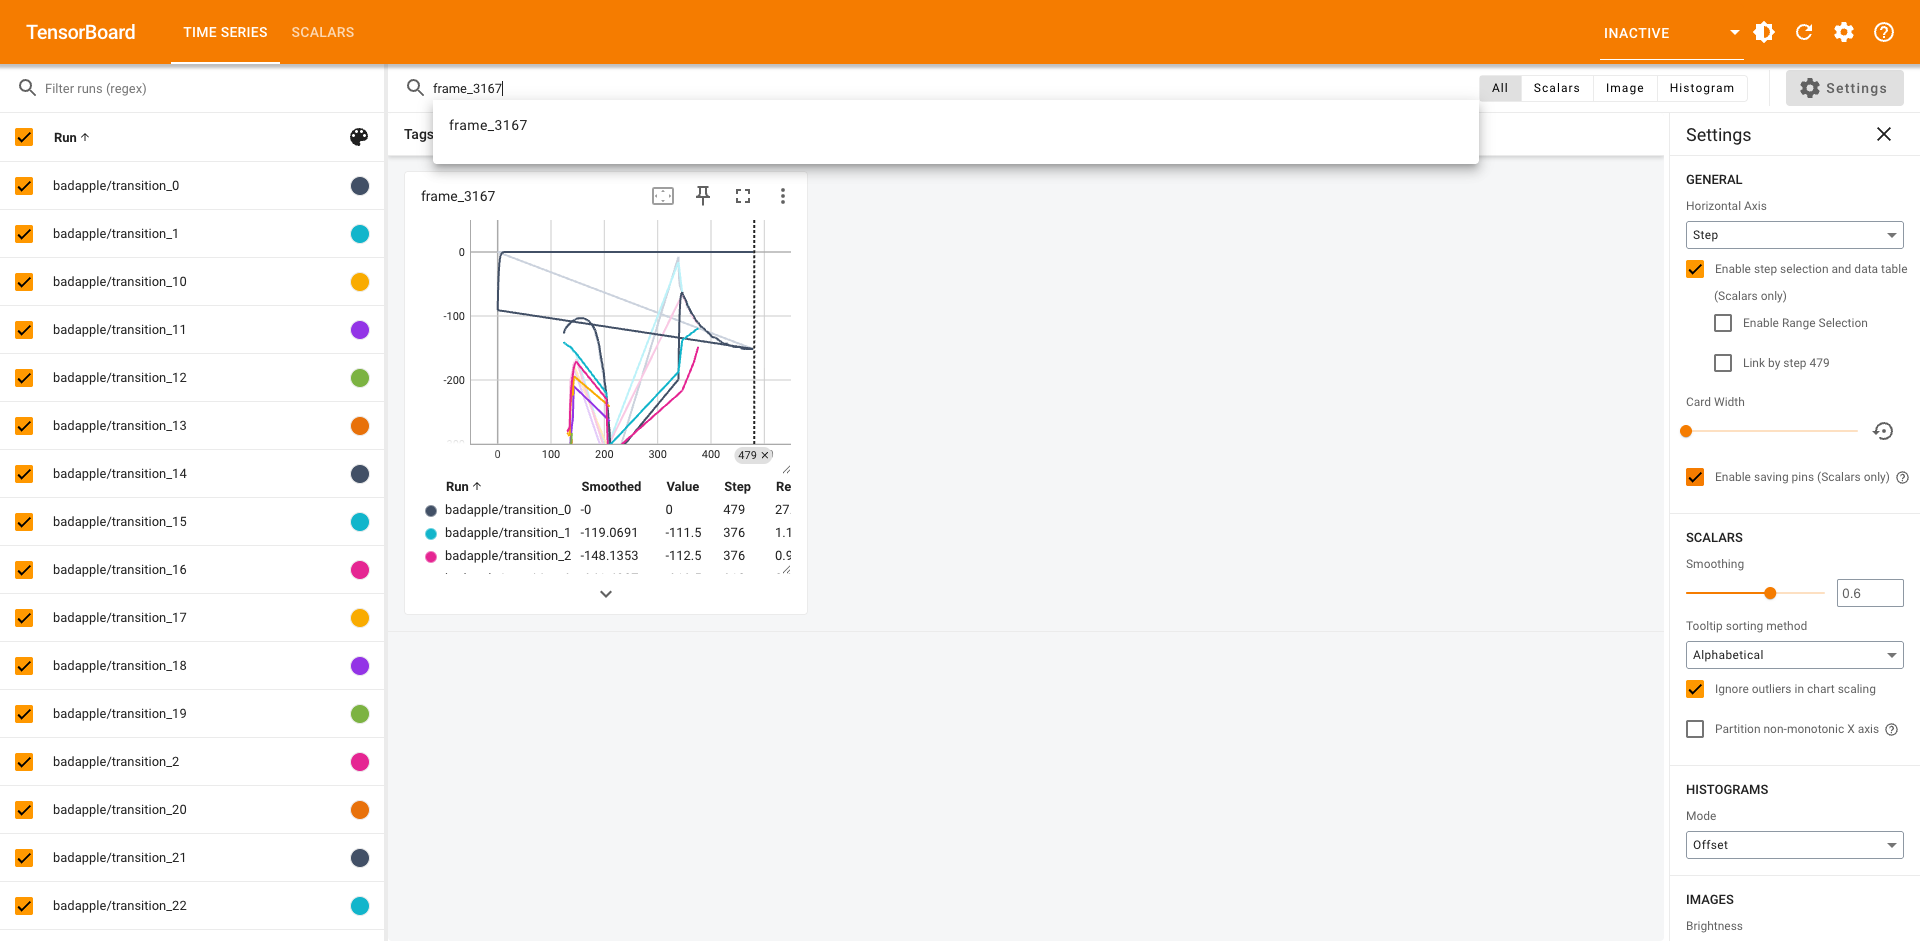 TensorBoard TIME SERIES SCALARS INACTIVE
Filter runs (regex)
frame_3167
All Scalars Image Histogram
Settings
frame_3167
Run
badapple/transition_0
badapple/transition_1
badapple/transition_10
badapple/transition_11
badapple/transition_12
badapple/transition_13
badapple/transition_14
badapple/transition_15
badapple/transition_16
badapple/transition_17
badapple/transition_18
badapple/transition_19
badapple/transition_2
badapple/transition_20
badapple/transition_21
badapple/transition_22
Tags
frame_3167
0
-100
-200
0 100 200 300 400 479
Run Smoothed Value Step Re
badapple/transition_0 -0 0 479 27.
badapple/transition_1 -119.0691 -111.5 376 1.1
badapple/transition_2 -148.1353 -112.5 376 0.9
Settings
GENERAL
Horizontal Axis
Step
Enable step selection and data table
(Scalars only)
Enable Range Selection
Link by step 479
Card Width
Enable saving pins (Scalars only)
SCALARS
Smoothing
0.6
Tooltip sorting method
Alphabetical
Ignore outliers in chart scaling
Partition non-monotonic X axis
HISTOGRAMS
Mode
Offset
IMAGES
Brightness